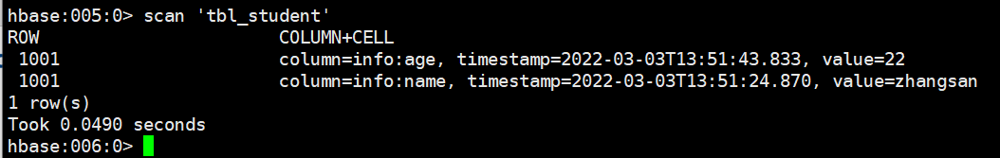 hbase:005:0> scan 'tbl_student'
ROW                    COLUMN+CELL
 1001                  column=info:age, timestamp=2022-03-03T13:51:43.833, value=22
 1001                  column=info:name, timestamp=2022-03-03T13:51:24.870, value=zhangsan
1 row(s)
Took 0.0490 seconds
hbase:006:0>